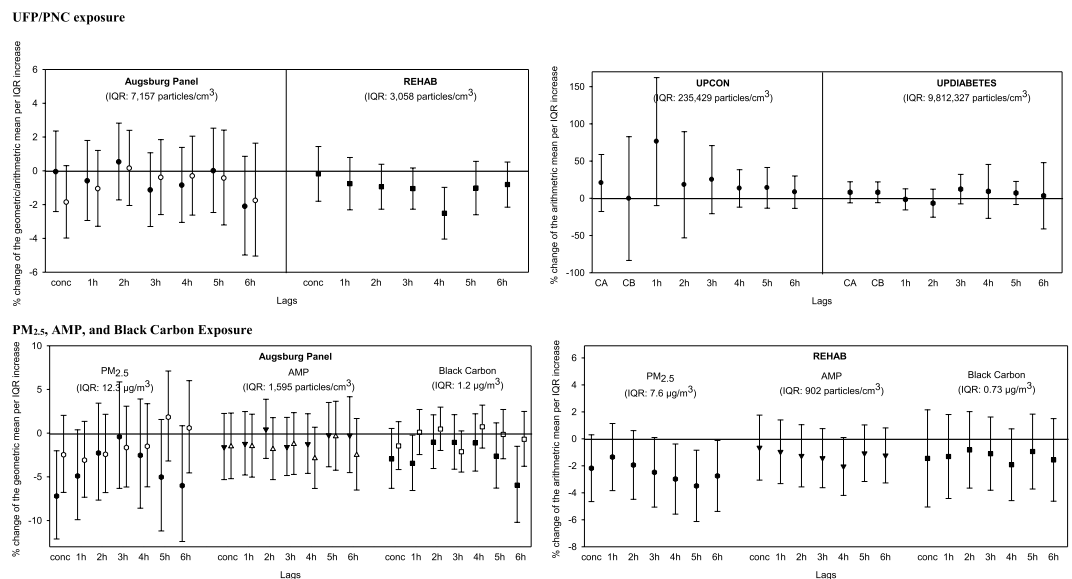 UFP/PNC exposure
% change of the geometric/arithmetric mean per IQR increase
6
4
2
0
-2
-4
-6
Augsburg Panel
(IQR: 7,157 particles/cm3)
REHAB
(IQR: 3,058 particles/cm3)
conc 1h 2h 3h 4h 5h 6h conc 1h 2h 3h 4h 5h 6h
Lags
% change of the arithmetric mean per IQR increase
150
100
50
0
-50
-100
UPCON
(IQR: 235,429 particles/cm3)
UPDIABETES
(IQR: 9,812,327 particles/cm3)
CA CB 1h 2h 3h 4h 5h 6h CA CB 1h 2h 3h 4h 5h 6h
Lags
PM2.5, AMP, and Black Carbon Exposure
% change of the geometric mean per IQR increase
10
5
0
-5
-10
Augsburg Panel
PM2.5
(IQR: 12.3 µg/m3)
AMP
(IQR: 1,595 particles/cm3)
Black Carbon
(IQR: 1.2 µg/m3)
conc 1h 2h 3h 4h 5h 6h conc 1h 2h 3h 4h 5h 6h conc 1h 2h 3h 4h 5h 6h
Lags
% change of the arithmetric mean per IQR increase
6
4
2
0
-2
-4
-6
-8
REHAB
PM2.5
(IQR: 7.6 µg/m3)
AMP
(IQR: 902 particles/cm3)
Black Carbon
(IQR: 0.73 µg/m3)
conc 1h 2h 3h 4h 5h 6h conc 1h 2h 3h 4h 5h 6h conc 1h 2h 3h 4h 5h 6h
Lags